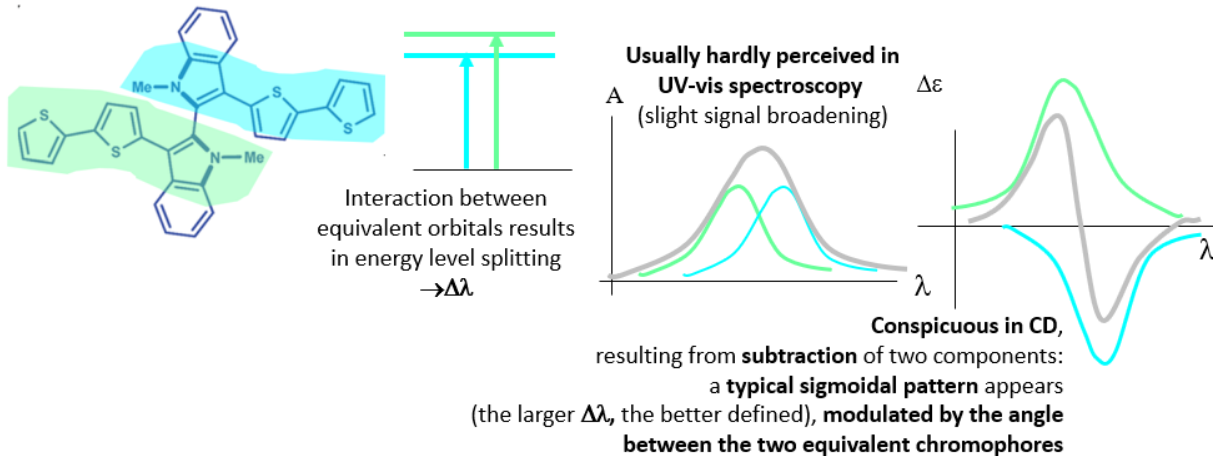 Me
N
S
S
S
S
N
Me
Interaction between
equivalent orbitals results
in energy level splitting
→Δλ
Usually hardly perceived in
UV-vis spectroscopy
(slight signal broadening)
A
λ
Δε
λ
Conspicuous in CD,
resulting from subtraction of two components:
a typical sigmoidal pattern appears
(the larger Δλ, the better defined), modulated by the angle
between the two equivalent chromophores